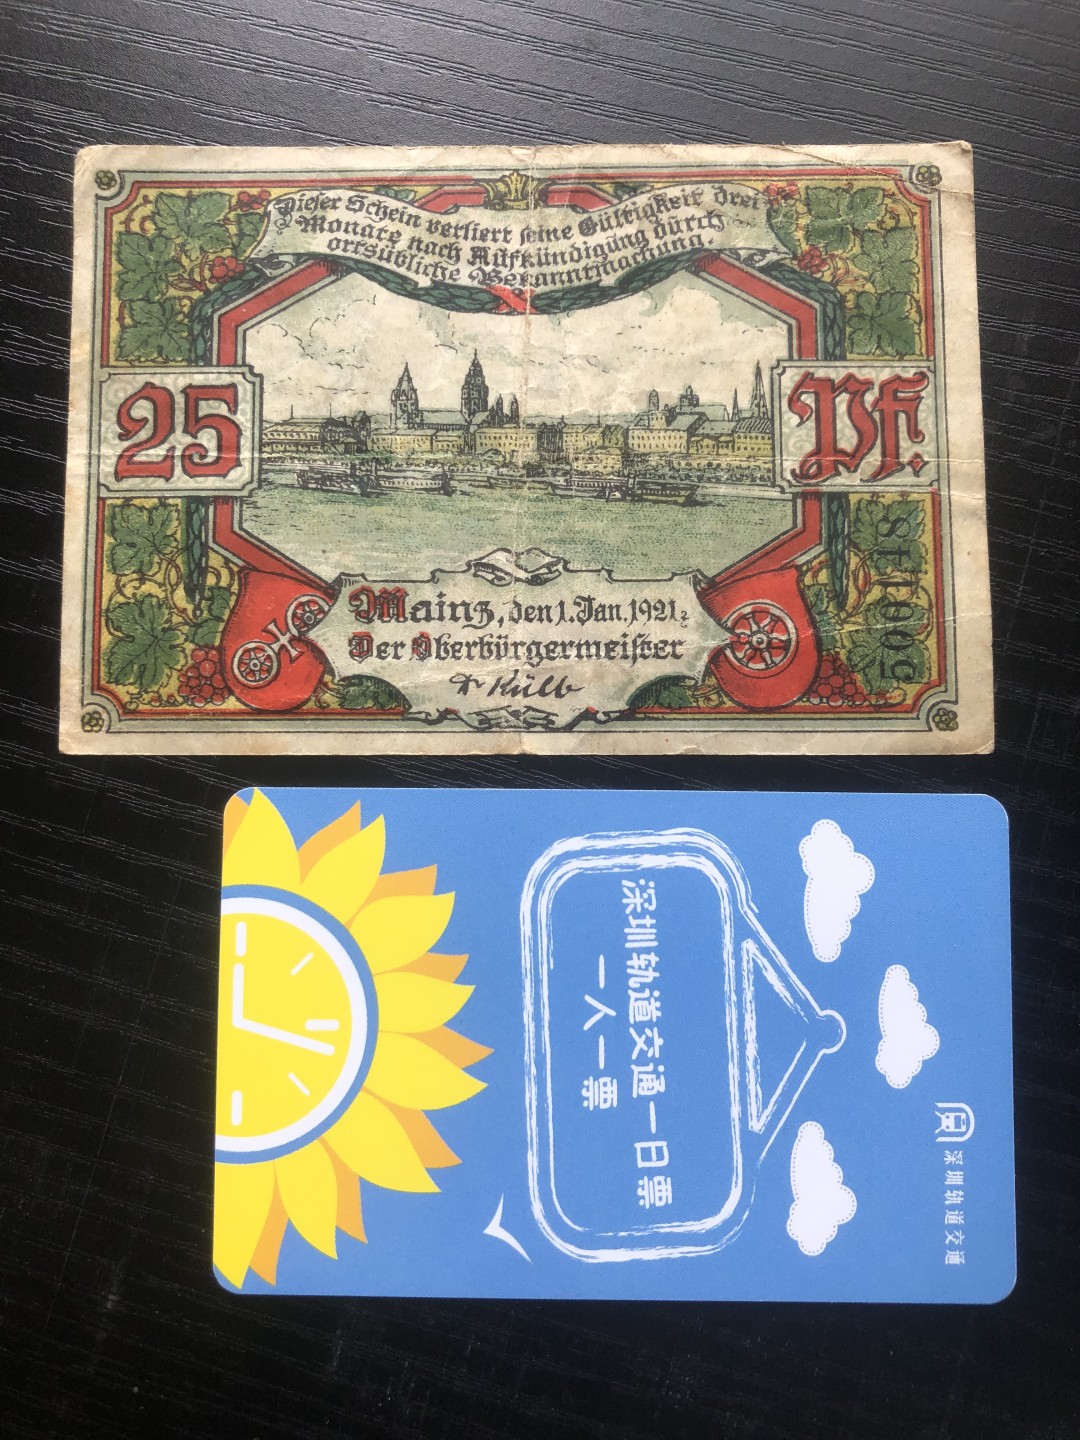 Dieser Schein verliert seine Gültigkeit drei
Monate nach Aufkündigung durch
ortsübliche Bekanntmachung.
25
Pf.
Mainz, den 1. Jan. 1921.
Der Oberbürgermeister
Dr Külb
深圳轨道交通一日票
一人一票
深圳轨道交通